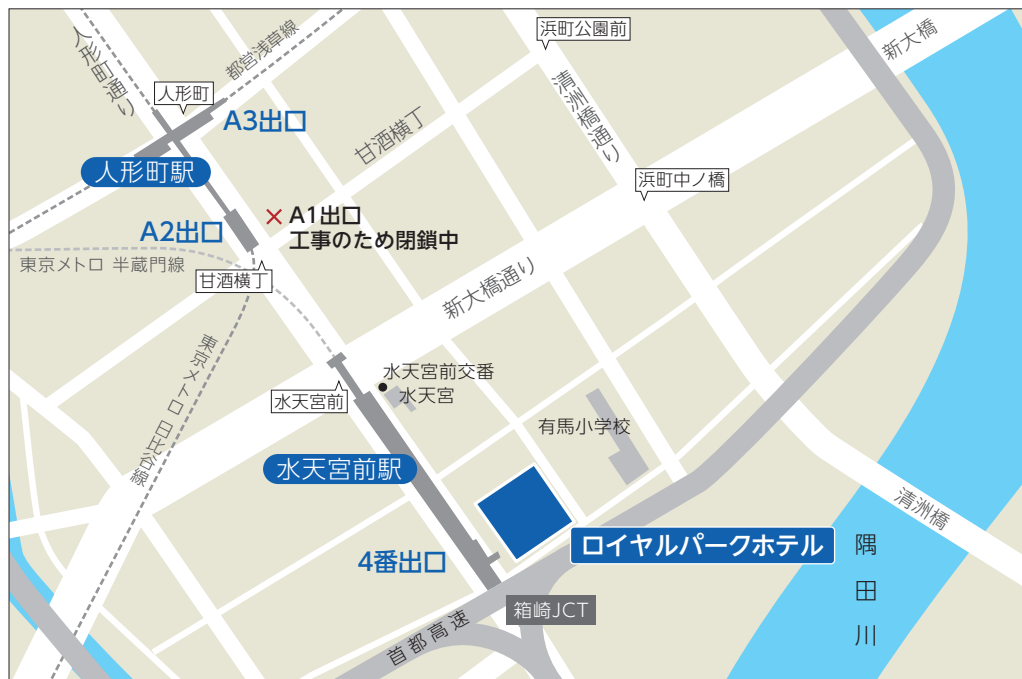 浜町公園前
新大橋
人形町通り
都営浅草線
人形町
清洲橋通り
A3出口
甘酒横丁
人形町駅
浜町中ノ橋
A2出口
× A1出口
工事のため閉鎖中
東京メトロ 半蔵門線
甘酒横丁
新大橋通り
東京メトロ 日比谷線
水天宮前交番
水天宮
水天宮前
有馬小学校
水天宮前駅
清洲橋
ロイヤルパークホテル
隅田川
4番出口
箱崎JCT
首都高速